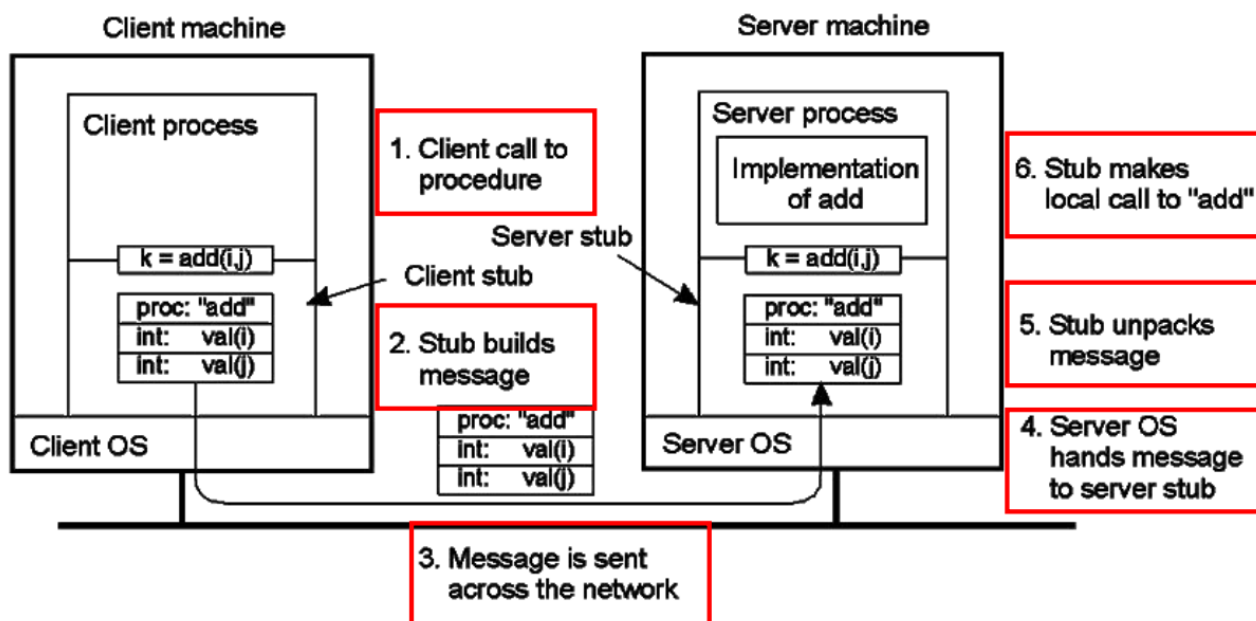 Client machine
Server machine
Client process
1. Client call to
procedure
Server process
Implementation
of add
6. Stub makes
local call to "add"
Server stub
k = add(i,j)
k = add(i,j)
Client stub
proc: "add"
int: val(i)
int: val(j)
2. Stub builds
message
proc: "add"
int: val(i)
int: val(j)
5. Stub unpacks
message
proc: "add"
int: val(i)
int: val(j)
Client OS
Server OS
4. Server OS
hands message
to server stub
3. Message is sent
across the network